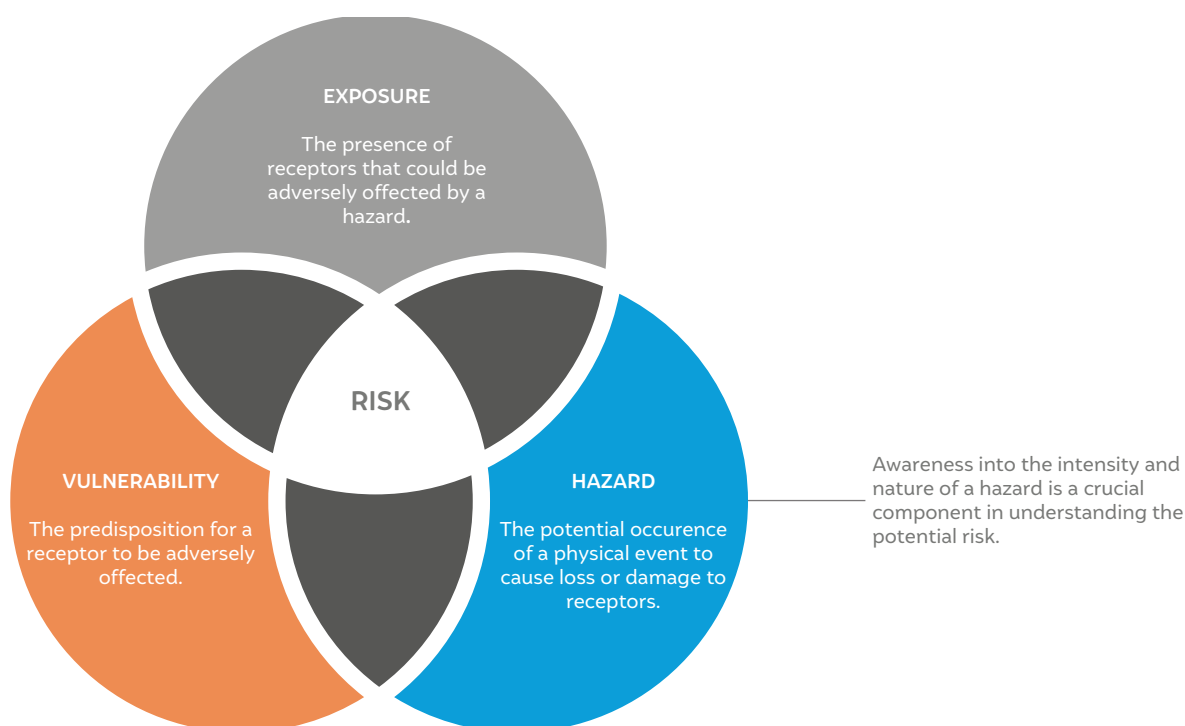 EXPOSURE
The presence of
receptors that could be
adversely offected by a
hazard.
RISK
VULNERABILITY
The predisposition for a
receptor to be adversely
offected.
HAZARD
The potential occurence
of a physical event to
cause loss or damage to
receptors.
Awareness into the intensity and
nature of a hazard is a crucial
component in understanding the
potential risk.